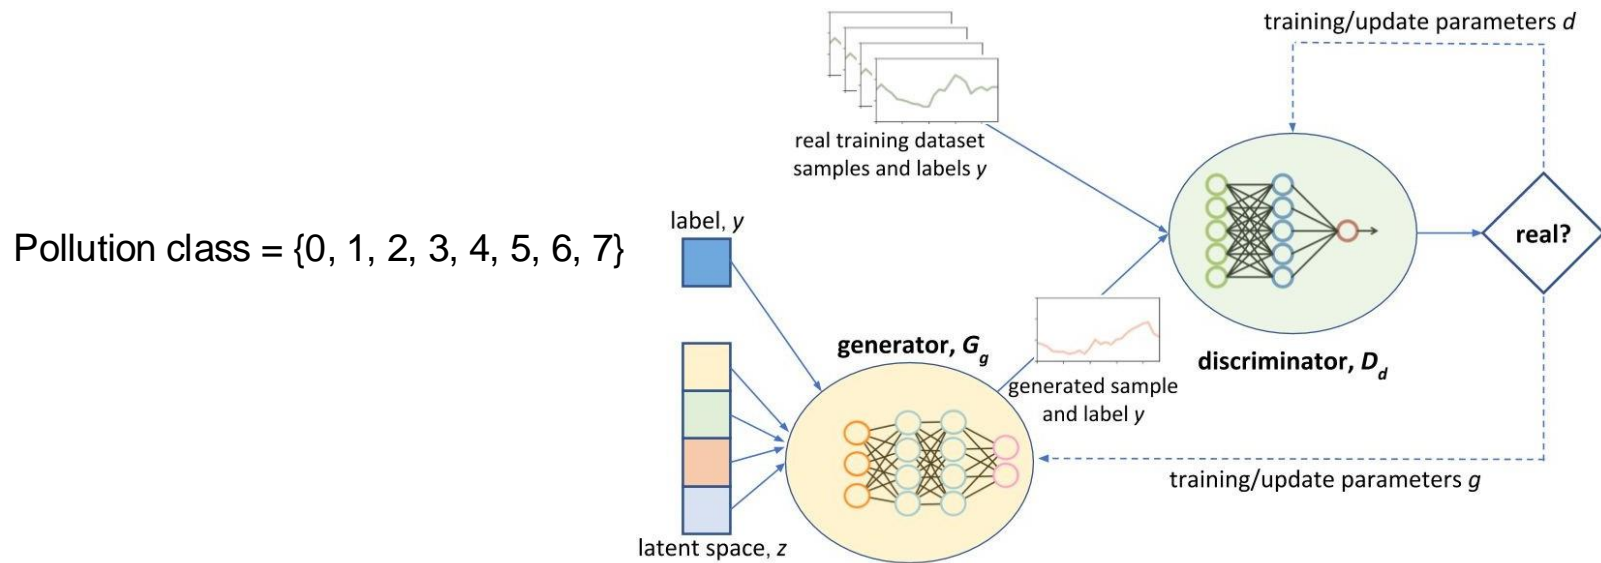 training/update parameters d
real training dataset
samples and labels y
label, y
Pollution class = {0, 1, 2, 3, 4, 5, 6, 7}
real?
generator, Gg
discriminator, Dd
generated sample
and label y
training/update parameters g
latent space, z